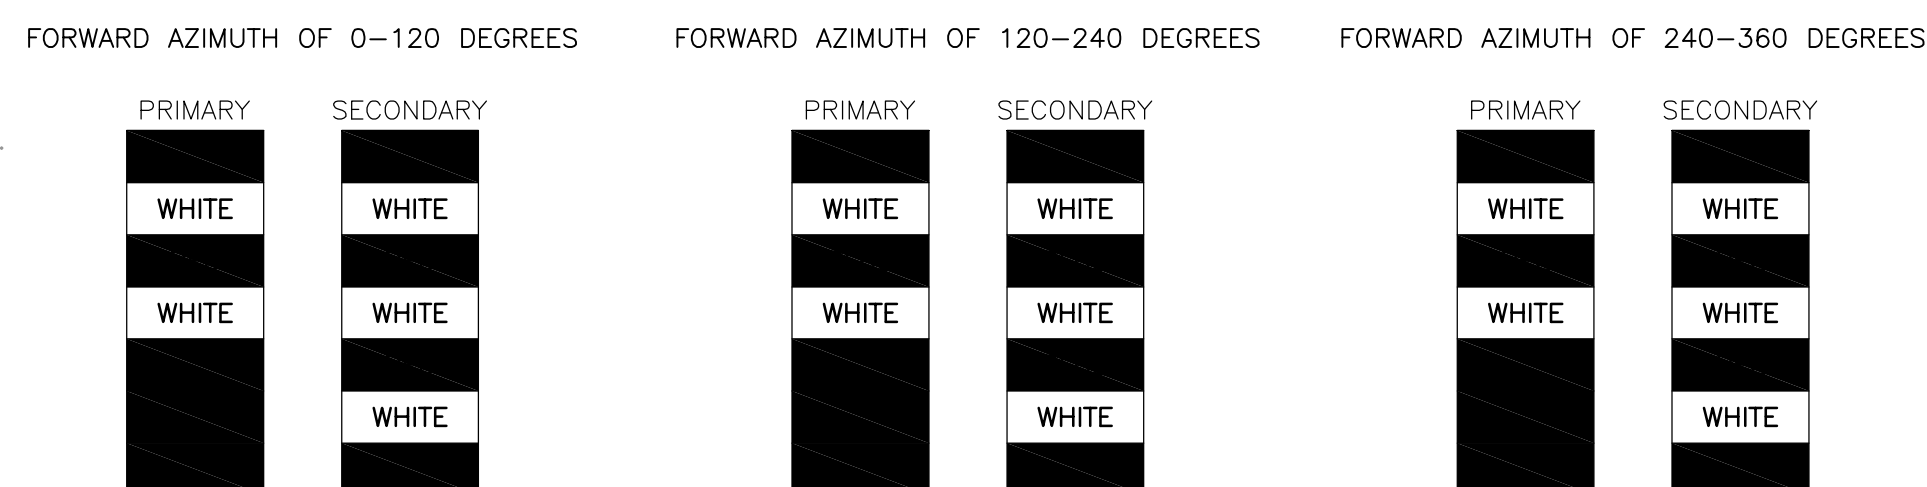 FORWARD AZIMUTH OF 0-120 DEGREES
PRIMARY SECONDARY
WHITE WHITE
WHITE WHITE
WHITE
FORWARD AZIMUTH OF 120-240 DEGREES
PRIMARY SECONDARY
WHITE WHITE
WHITE WHITE
WHITE
FORWARD AZIMUTH OF 240-360 DEGREES
PRIMARY SECONDARY
WHITE WHITE
WHITE WHITE
WHITE